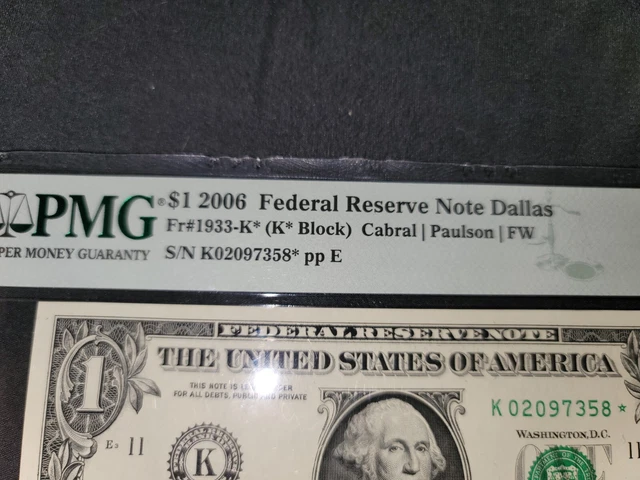 PMG® $1 2006 Federal Reserve Note Dallas
Fr#1933-K* (K* Block) Cabral | Paulson | FW
PER MONEY GUARANTY S/N K02097358* pp E
FEDERAL RESERVE NOTE
THE UNITED STATES OF AMERICA
1
THIS NOTE IS
FOR ALL DEBTS, PUBLIC AND PRIVATE
K 02097358 *
WASHINGTON, D.C.
E3 11
K
11